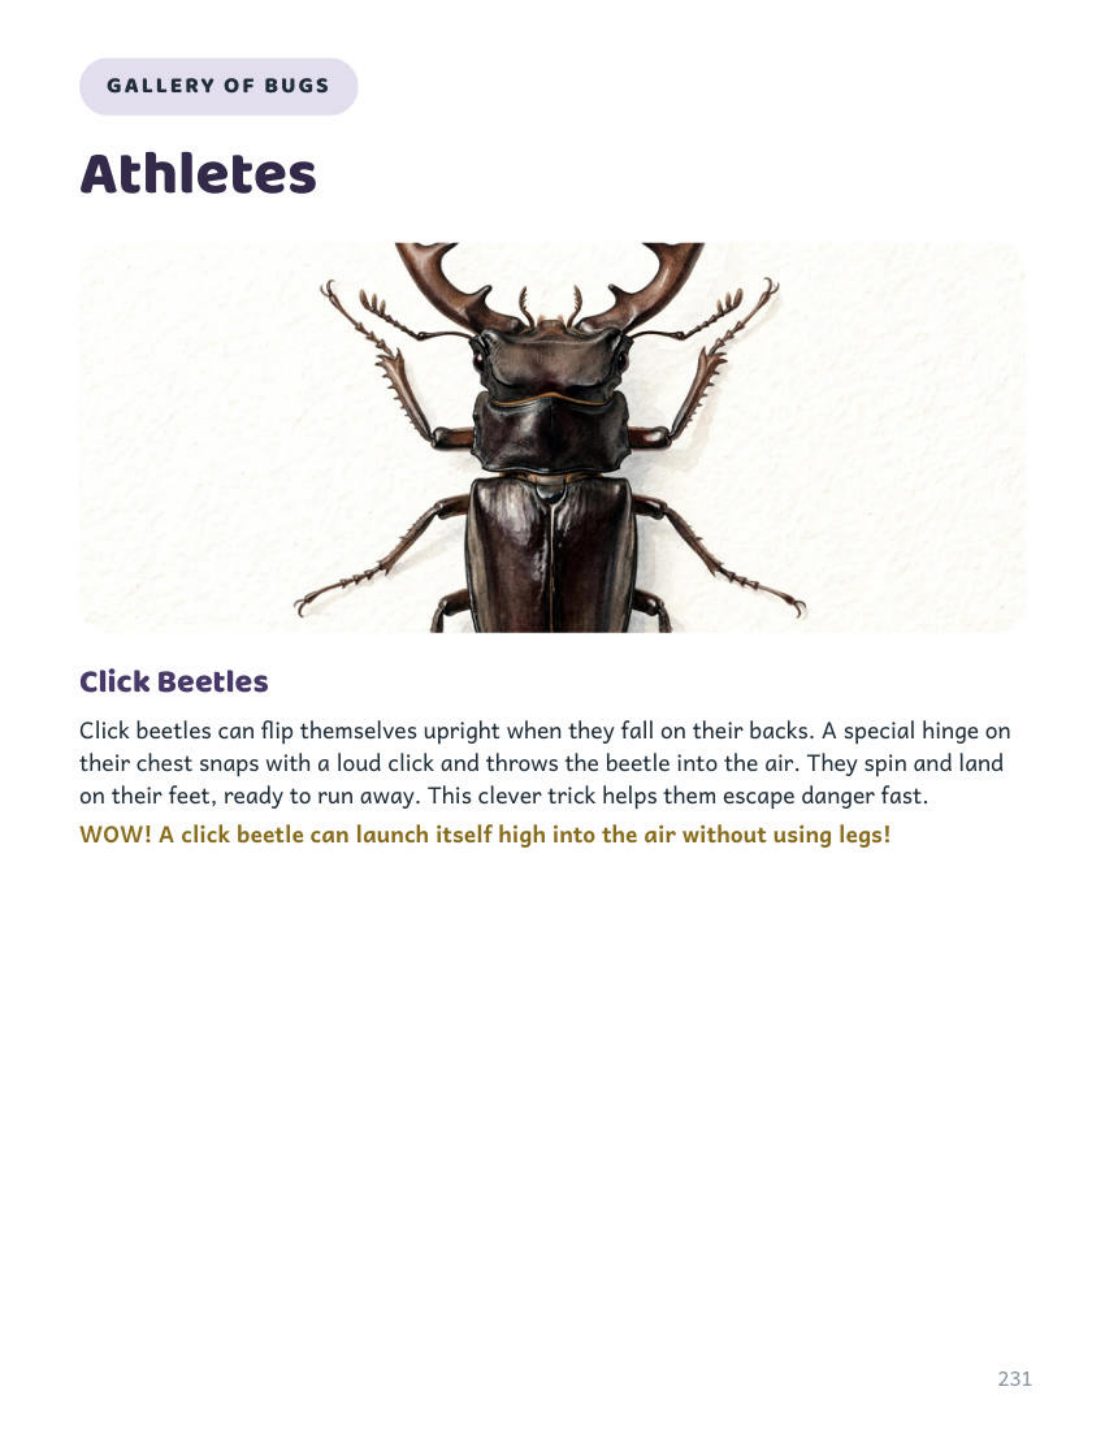 GALLERY OF BUGS
Athletes
Click Beetles
Click beetles can flip themselves upright when they fall on their backs. A special hinge on
their chest snaps with a loud click and throws the beetle into the air. They spin and land
on their feet, ready to run away. This clever trick helps them escape danger fast.
WOW! A click beetle can launch itself high into the air without using legs!
231